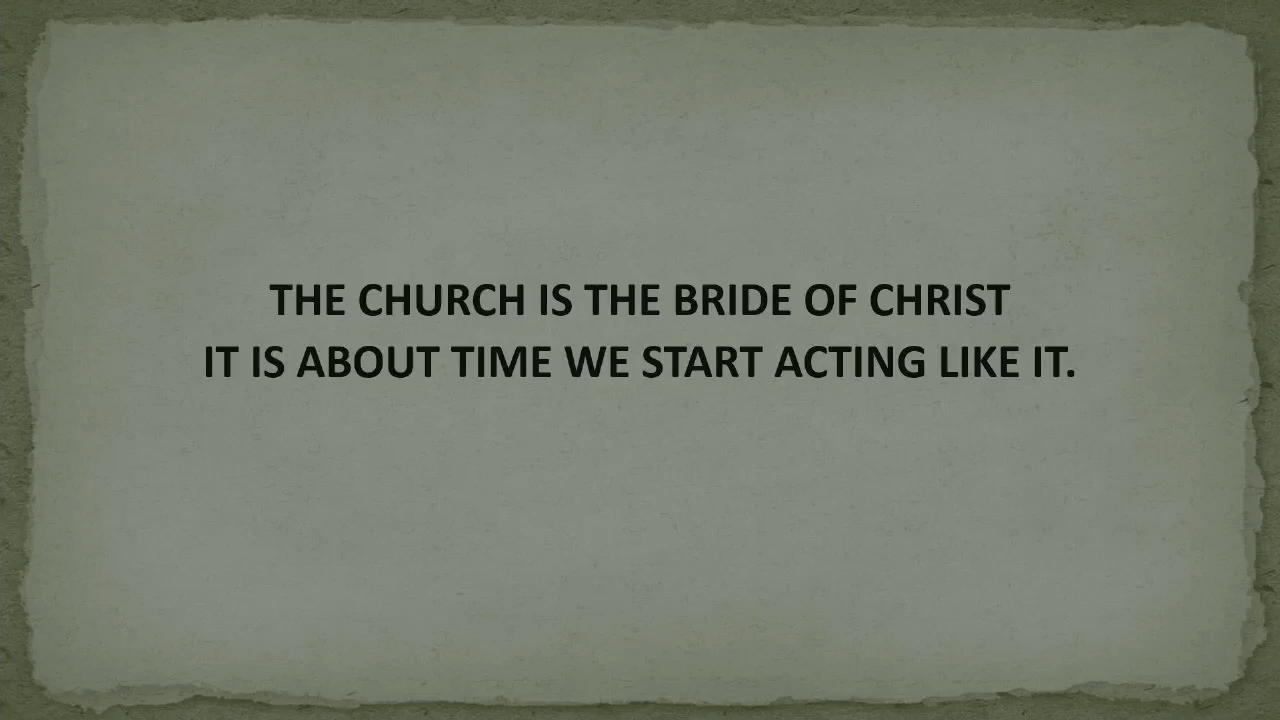 THE CHURCH IS THE BRIDE OF CHRIST
IT IS ABOUT TIME WE START ACTING LIKE IT.